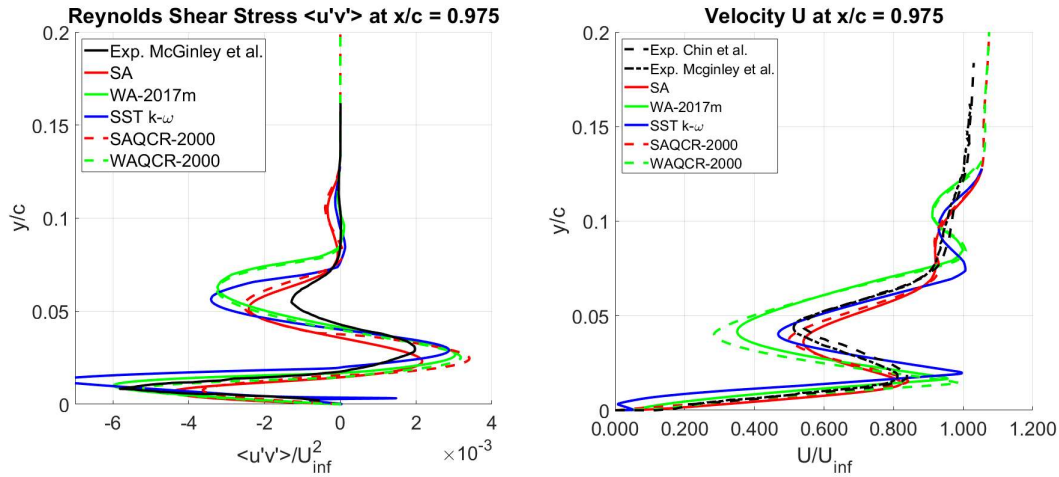 Reynolds Shear Stress <u'v'> at x/c = 0.975
0.2
0.15
0.1
0.05
0
y/c
Exp. McGinley et al.
SA
WA-2017m
SST k-ω
SAQCR-2000
WAQCR-2000
-6 -4 -2 0 2 4
×10⁻³
<u'v'>/U²inf
Velocity U at x/c = 0.975
0.2
0.15
0.1
0.05
0
y/c
Exp. Chin et al.
Exp. Mcginley et al.
SA
WA-2017m
SST k-ω
SAQCR-2000
WAQCR-2000
0.000 0.200 0.400 0.600 0.800 1.000 1.200
U/Uinf